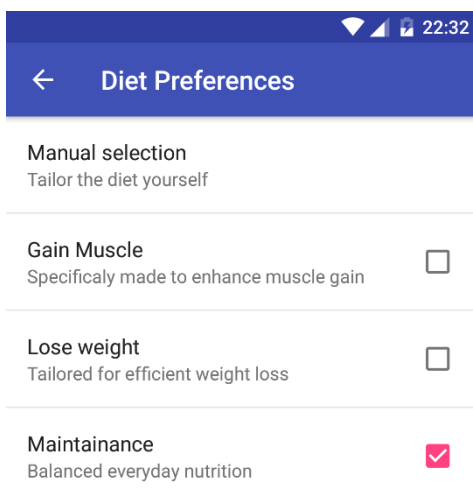 22:32
Diet Preferences
Manual selection
Tailor the diet yourself
Gain Muscle
Specificaly made to enhance muscle gain
Lose weight
Tailored for efficient weight loss
Maintainance
Balanced everyday nutrition